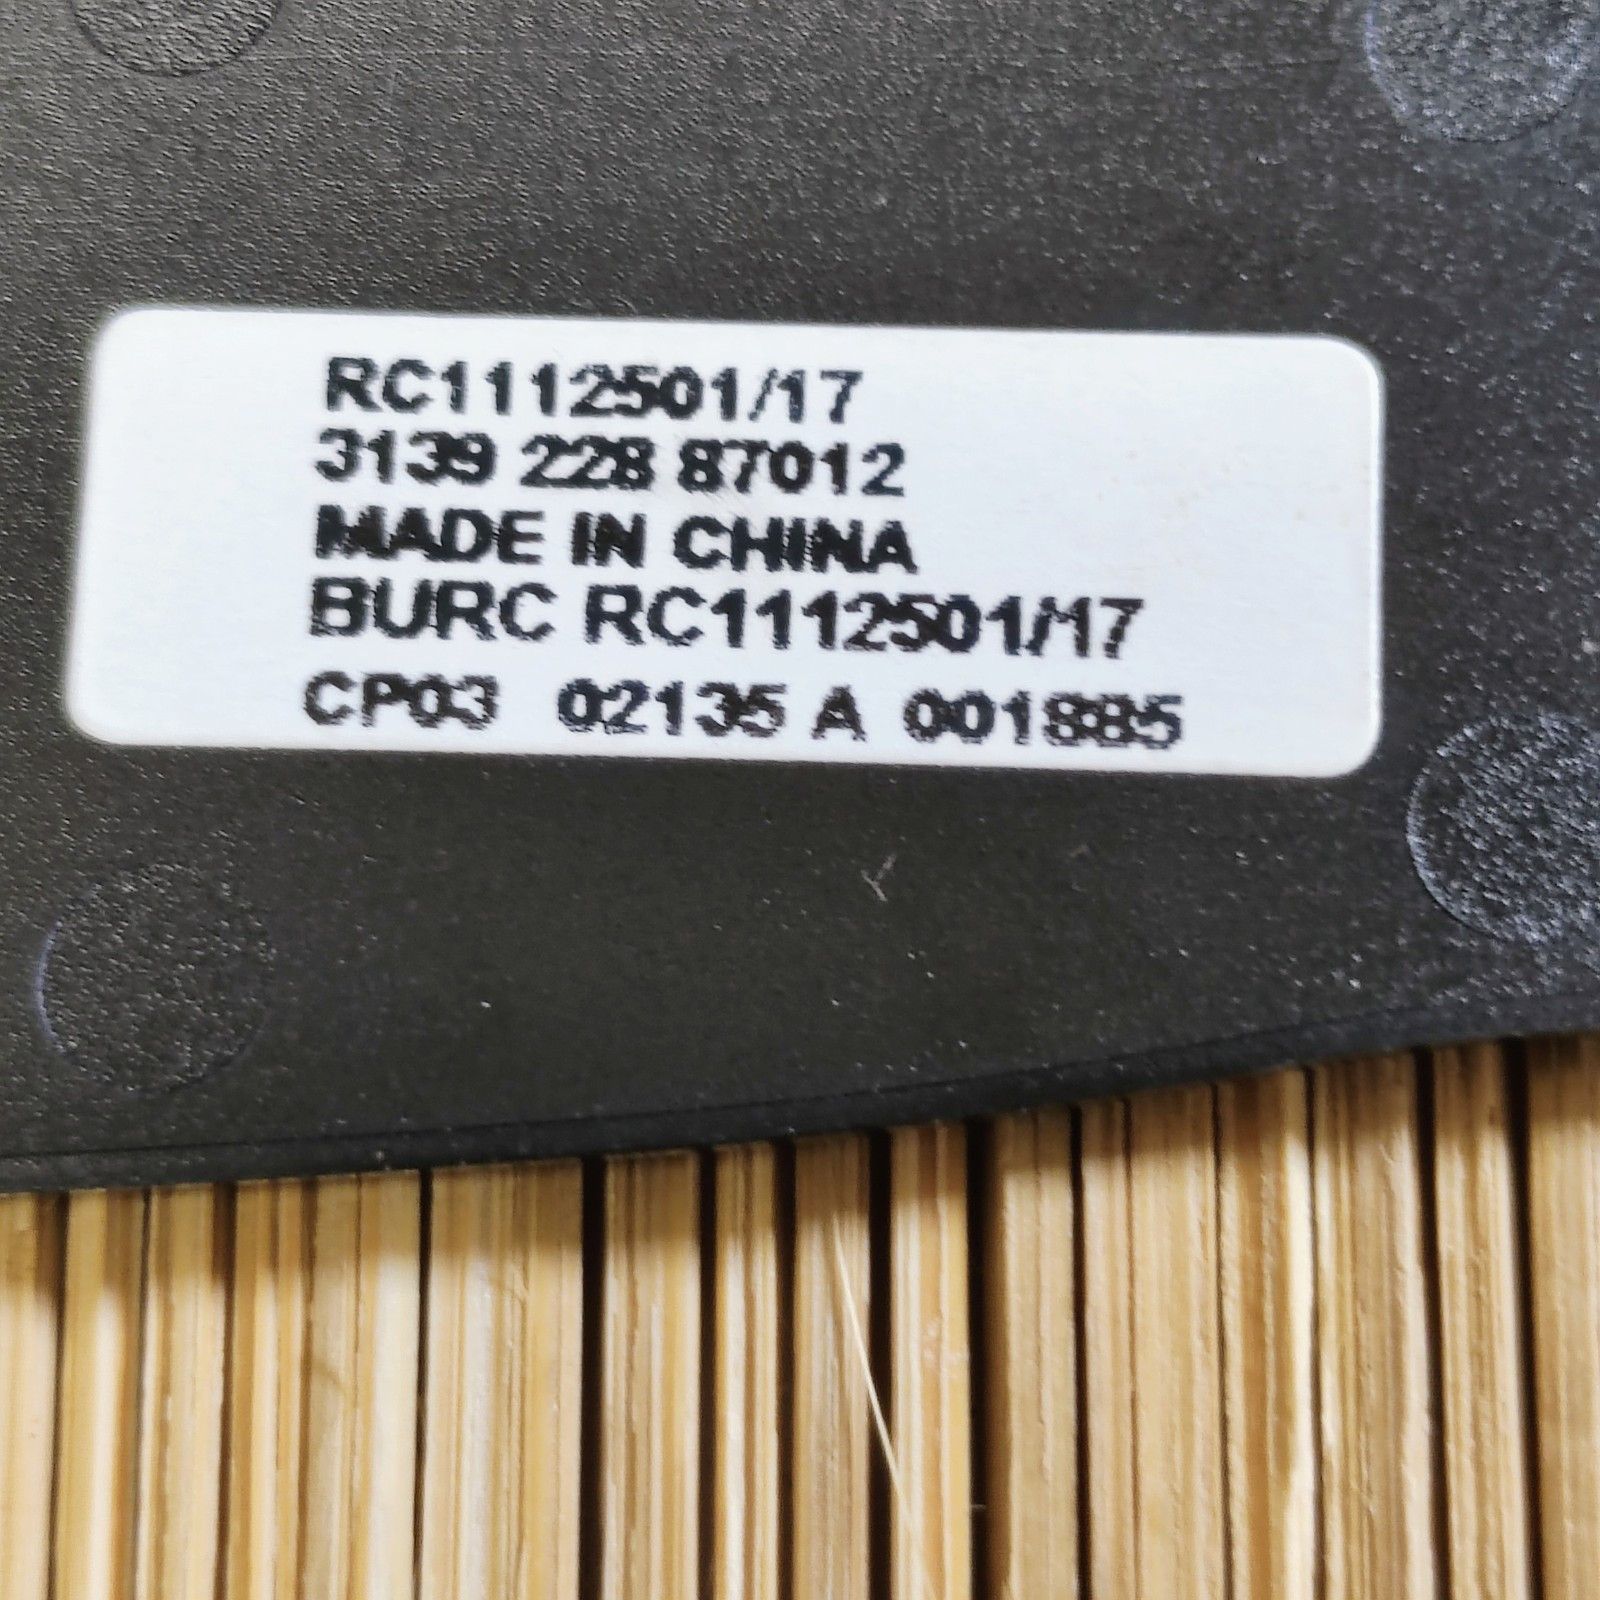 RC1112501/17
3139 228 87012
MADE IN CHINA
BURC RC1112501/17
CP03 02135 A 001885